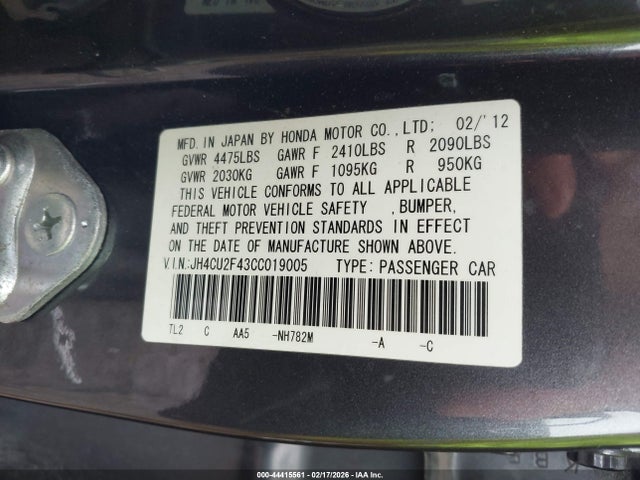 MFD. IN JAPAN BY HONDA MOTOR CO., LTD: 02/'12
GVWR 4475LBS GAWR F 2410LBS R 2090LBS
GVWR 2030KG GAWR F 1095KG R 950KG
THIS VEHICLE CONFORMS TO ALL APPLICABLE
FEDERAL MOTOR VEHICLE SAFETY , BUMPER,
AND THEFT PREVENTION STANDARDS IN EFFECT
ON THE DATE OF MANUFACTURE SHOWN ABOVE.
V.I.N.:JH4CU2F43CC019005 TYPE: PASSENGER CAR
TL2 C AA5 -NH782M -A -C
000-44415561 - 02/17/2026 - IAA Inc.